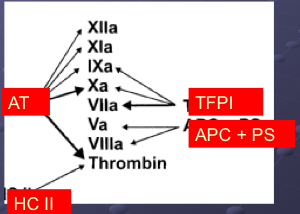 XIIa
XIa
IXa
Xa
AT
VIIa
TFPI
Va
APC + PS
VIIIa
Thrombin
HC II